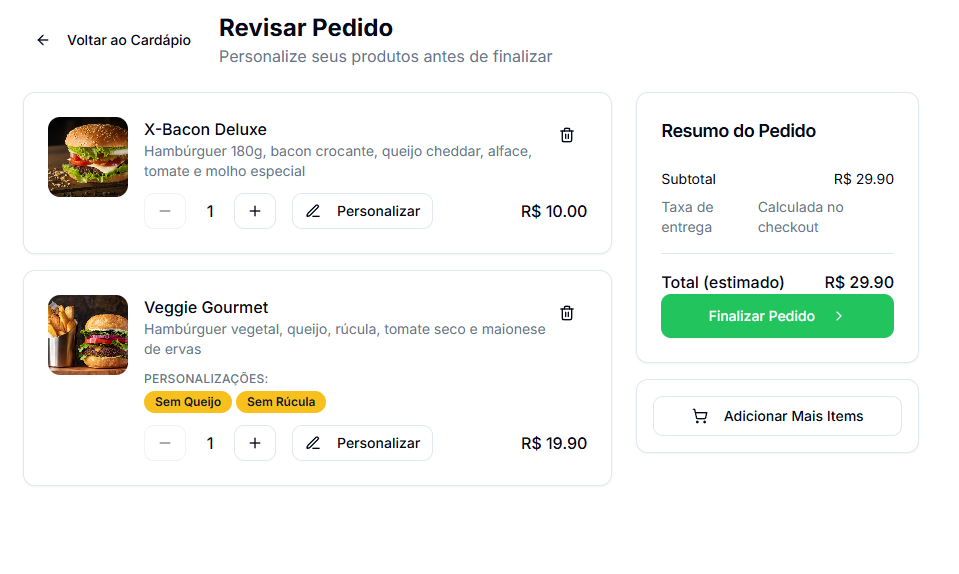 Voltar ao Cardápio
Revisar Pedido
Personalize seus produtos antes de finalizar
X-Bacon Deluxe
Hambúrguer 180g, bacon crocante, queijo cheddar, alface,
tomate e molho especial
1
Personalizar
R$ 10.00
Veggie Gourmet
Hambúrguer vegetal, queijo, rúcula, tomate seco e maionese
de ervas
PERSONALIZAÇÕES:
Sem Queijo
Sem Rúcula
1
Personalizar
R$ 19.90
Resumo do Pedido
Subtotal
R$ 29.90
Taxa de
entrega
Calculada no
checkout
Total (estimado)
R$ 29.90
Finalizar Pedido
Adicionar Mais Items